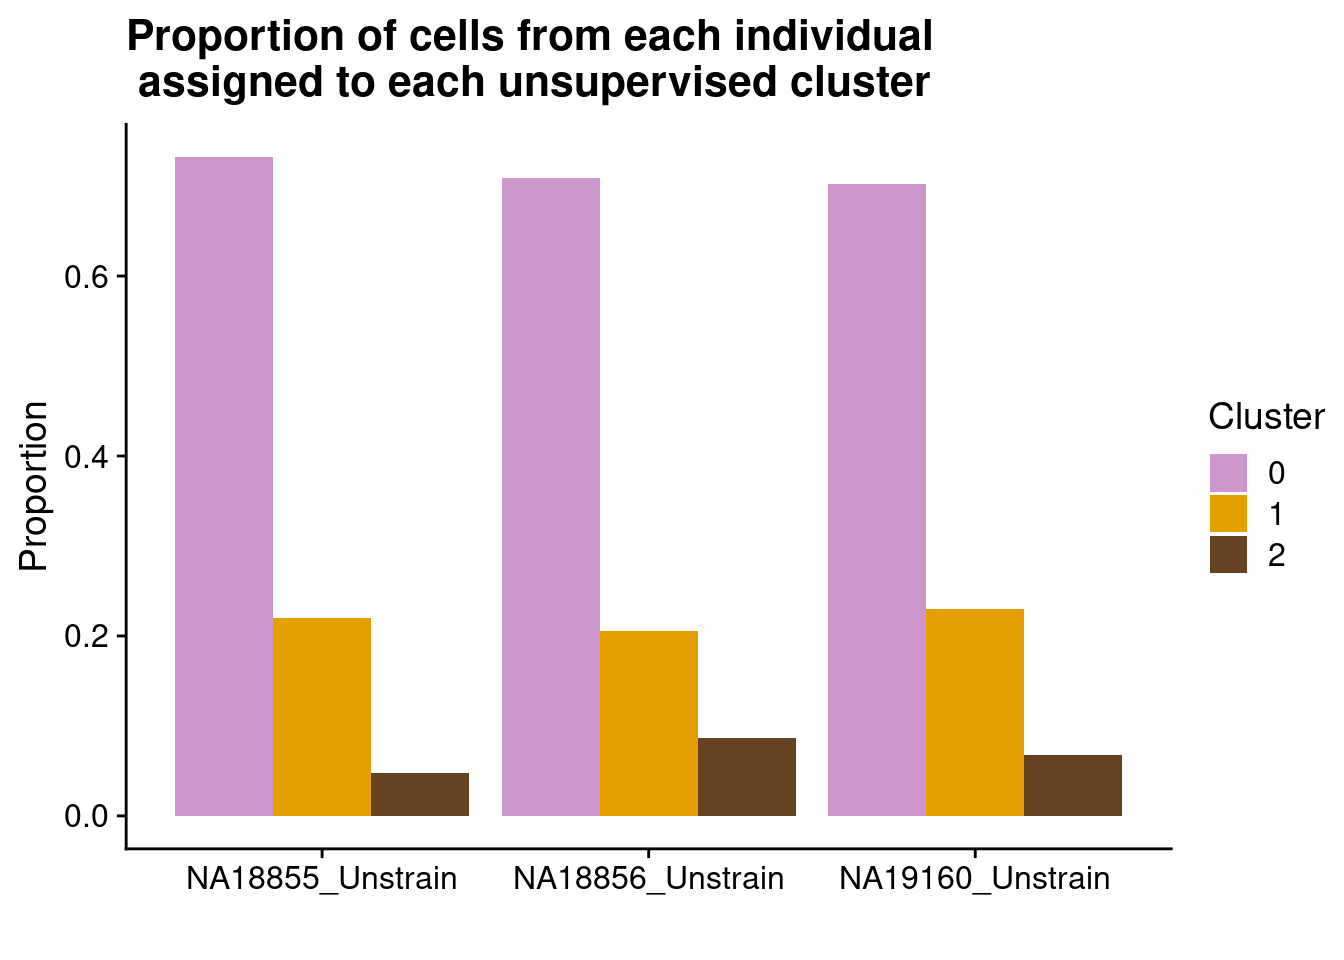 Proportion of cells from each individual
assigned to each unsupervised cluster
Proportion
0.6
0.4
0.2
0.0
NA18855_Unstrain
NA18856_Unstrain
NA19160_Unstrain
Cluster
0
1
2